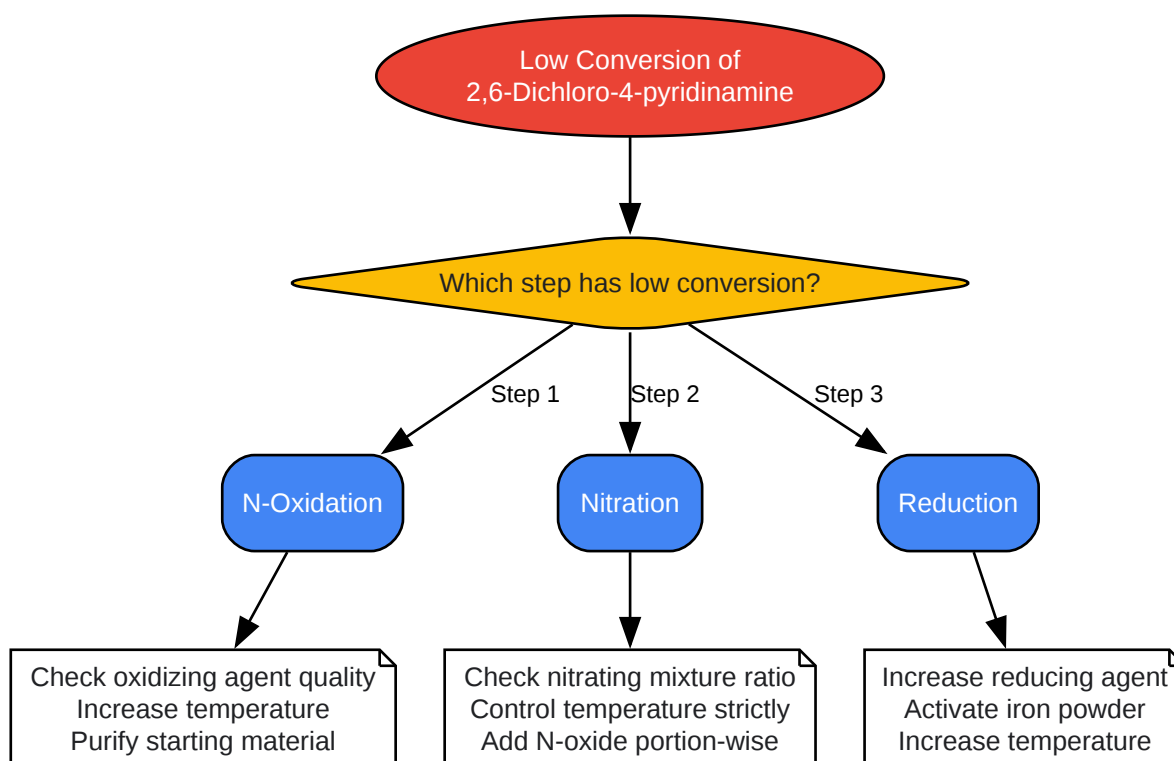 Low Conversion of
2,6-Dichloro-4-pyridinamine
Which step has low conversion?
Step 1
Step 2
Step 3
N-Oxidation
Nitration
Reduction
Check oxidizing agent quality
Increase temperature
Purify starting material
Check nitrating mixture ratio
Control temperature strictly
Add N-oxide portion-wise
Increase reducing agent
Activate iron powder
Increase temperature